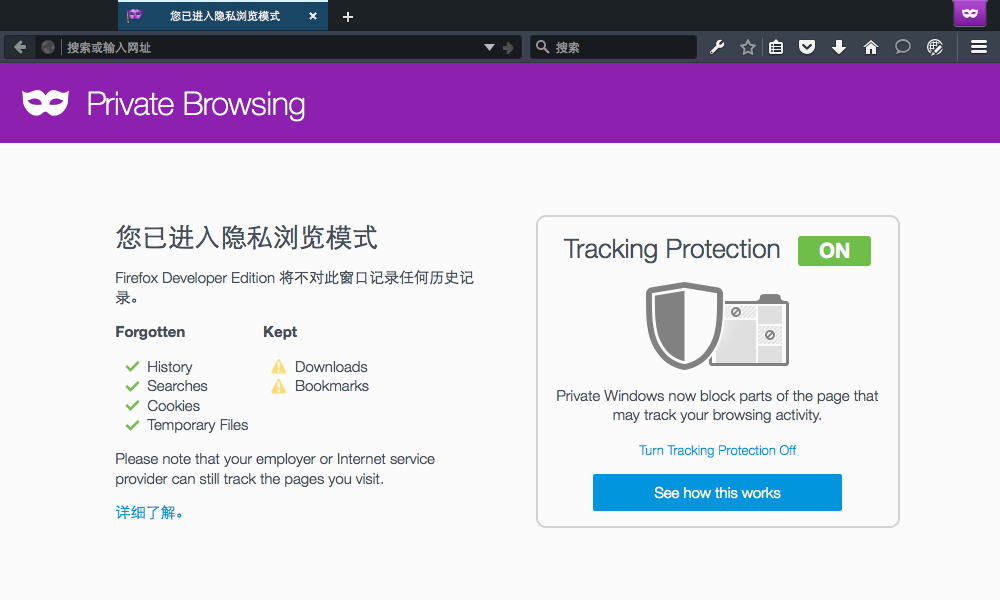 您已进入隐私浏览模式
搜索或输入网址
搜索
Private Browsing
您已进入隐私浏览模式
Firefox Developer Edition 将不对此窗口记录任何历史记
录。
Forgotten
Kept
History
Searches
Cookies
Temporary Files
Downloads
Bookmarks
Please note that your employer or Internet service
provider can still track the pages you visit.
详细了解。
Tracking Protection
ON
Private Windows now block parts of the page that
may track your browsing activity.
Turn Tracking Protection Off
See how this works